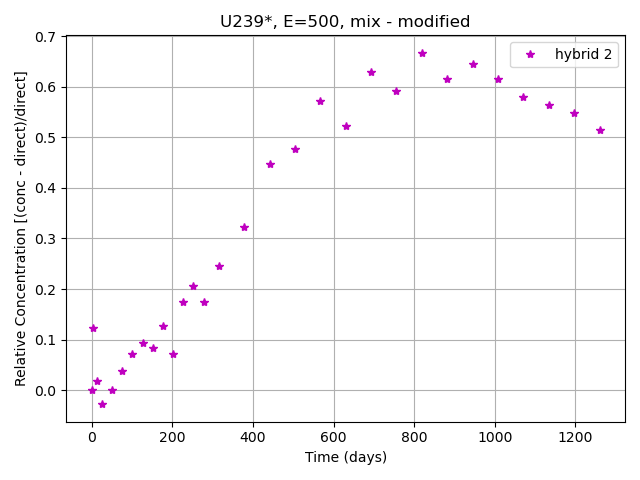 U239*, E=500, mix - modified
hybrid 2
Relative Concentration [(conc - direct)/direct]
0.7
0.6
0.5
0.4
0.3
0.2
0.1
0.0
0 200 400 600 800 1000 1200
Time (days)